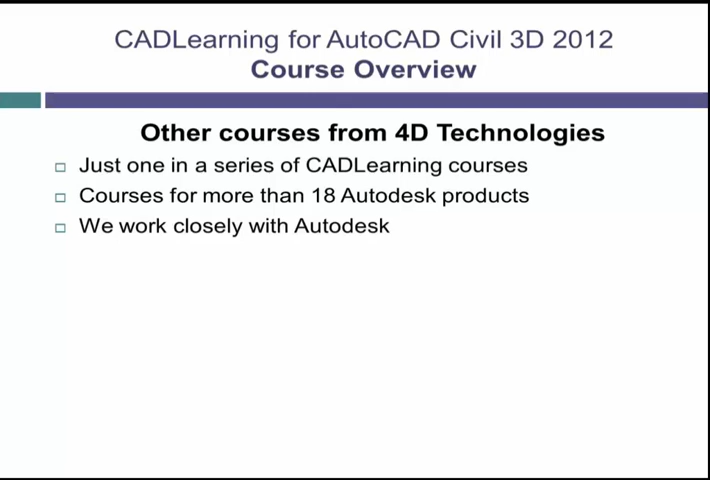 CADLearning for AutoCAD Civil 3D 2012
Course Overview
Other courses from 4D Technologies
Just one in a series of CADLearning courses
Courses for more than 18 Autodesk products
We work closely with Autodesk